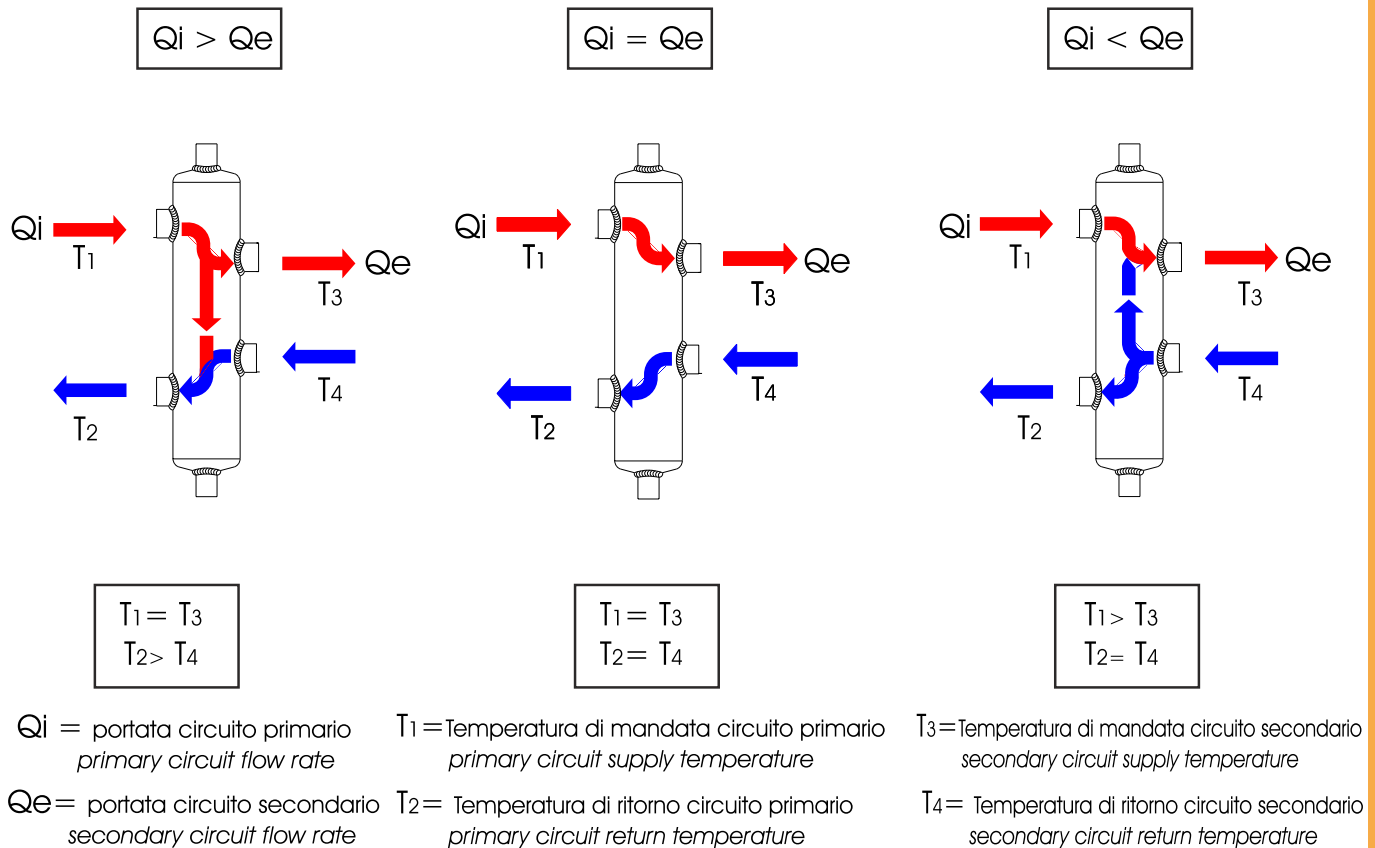 Qi > Qe
Qi = Qe
Qi < Qe
Qi
T1
Qe
T3
T4
T2
Qi
T1
Qe
T3
T4
T2
Qi
T1
Qe
T3
T4
T2
T1= T3
T2> T4
T1= T3
T2= T4
T1> T3
T2= T4
Qi = portata circuito primario
primary circuit flow rate
Qe= portata circuito secondario
secondary circuit flow rate
T1=Temperatura di mandata circuito primario
primary circuit supply temperature
T2= Temperatura di ritorno circuito primario
primary circuit return temperature
T3=Temperatura di mandata circuito secondario
secondary circuit supply temperature
T4= Temperatura di ritorno circuito secondario
secondary circuit return temperature